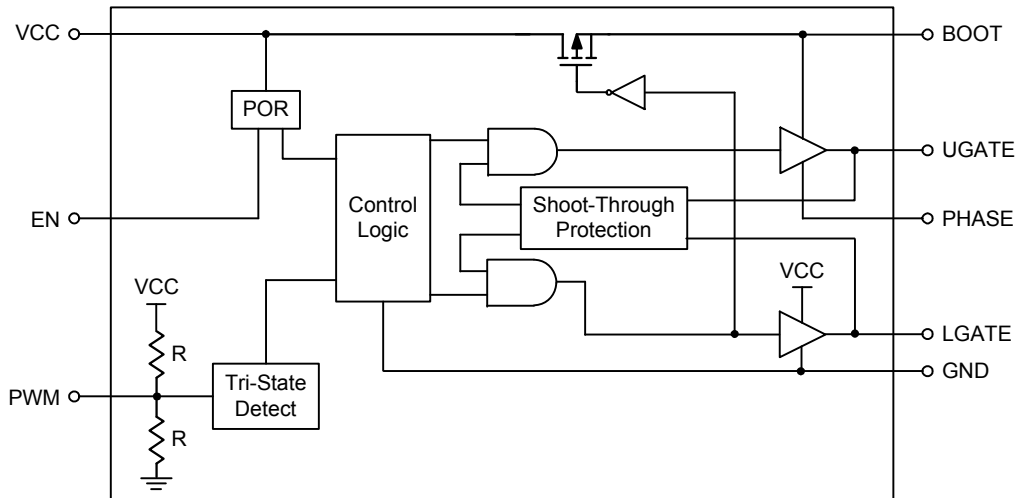 VCC
BOOT
POR
UGATE
EN
Control
Logic
Shoot-Through
Protection
PHASE
VCC
VCC
R
LGATE
PWM
Tri-State
Detect
GND
R